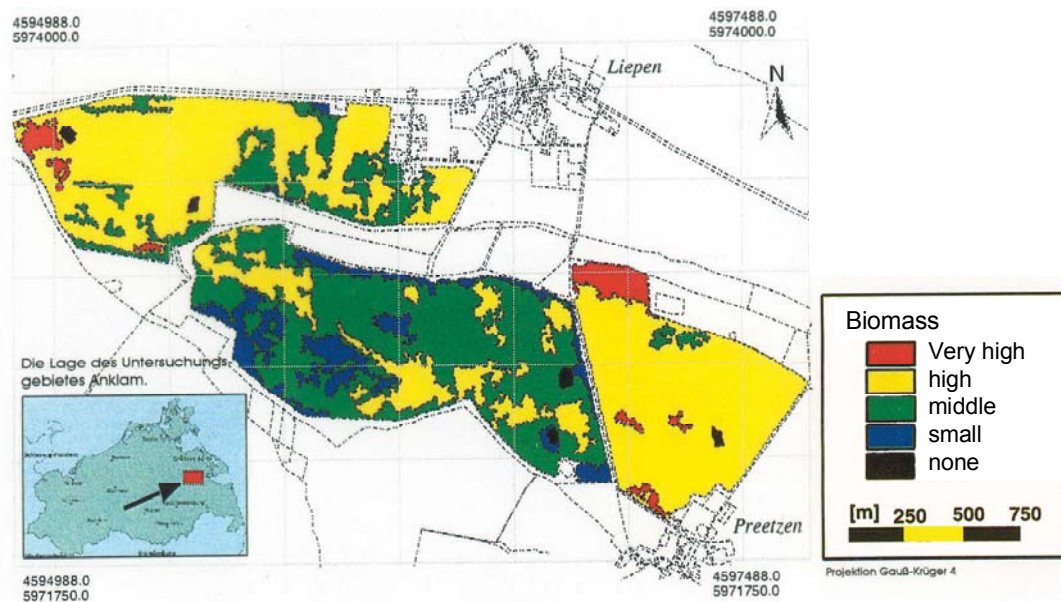 4594988.0
5974000.0
4597488.0
5974000.0
Liepen
N
Die Lage des Untersuchungs-
gebietes Anklam.
Biomass
Very high
high
middle
small
none
[m] 250 500 750
Preetzen
Projektion Gauß-Krüger 4
4594988.0
5971750.0
4597488.0
5971750.0